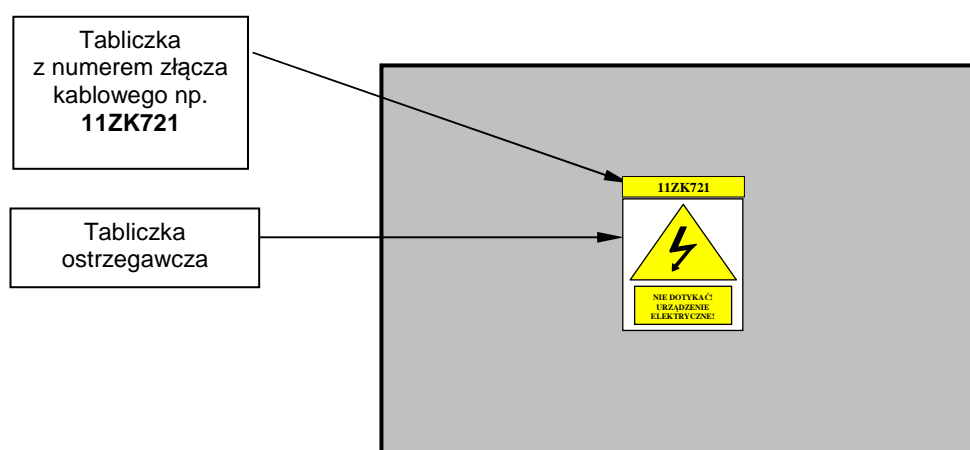 Tabliczka
z numerem złącza
kablowego np.
11ZK721
Tabliczka
ostrzegawcza
11ZK721
NIE DOTYKAĆ!
URZĄDZENIE
ELEKTRYCZNE!